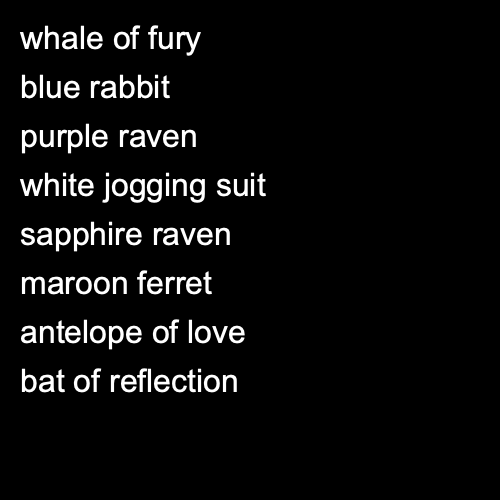 whale of fury
blue rabbit
purple raven
white jogging suit
sapphire raven
maroon ferret
antelope of love
bat of reflection